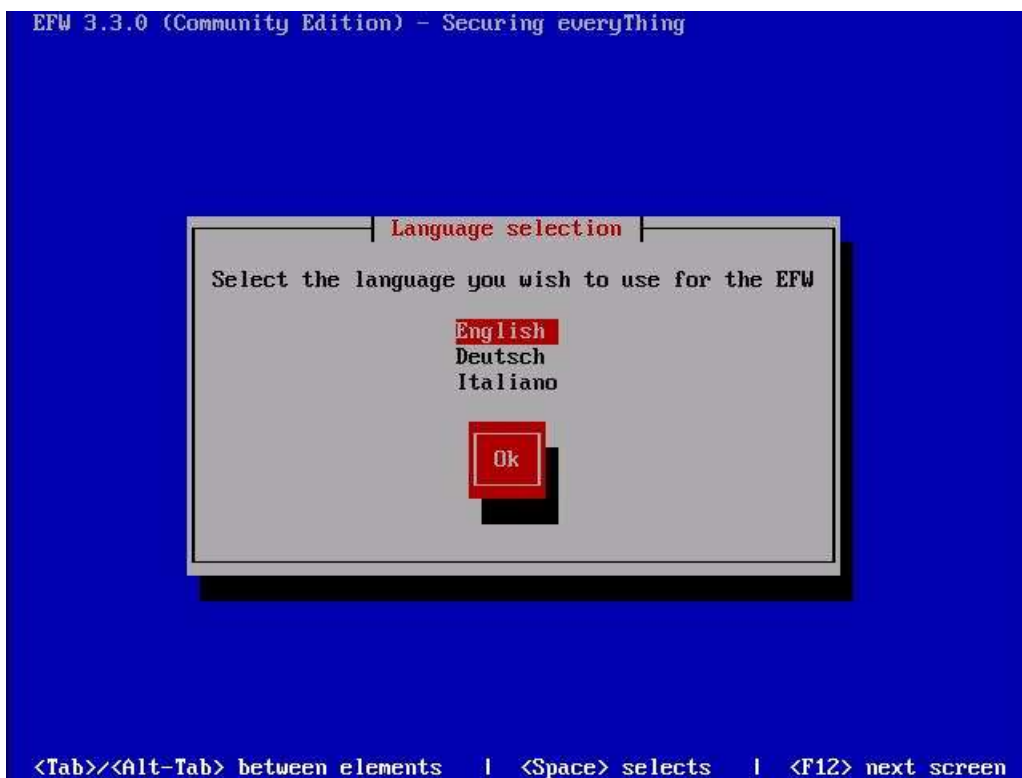 EFW 3.3.0 (Community Edition) - Securing everyThing
Language selection
Select the language you wish to use for the EFW
English
Deutsch
Italiano
Ok
<Tab>/<Alt-Tab> between elements | <Space> selects | <F12> next screen